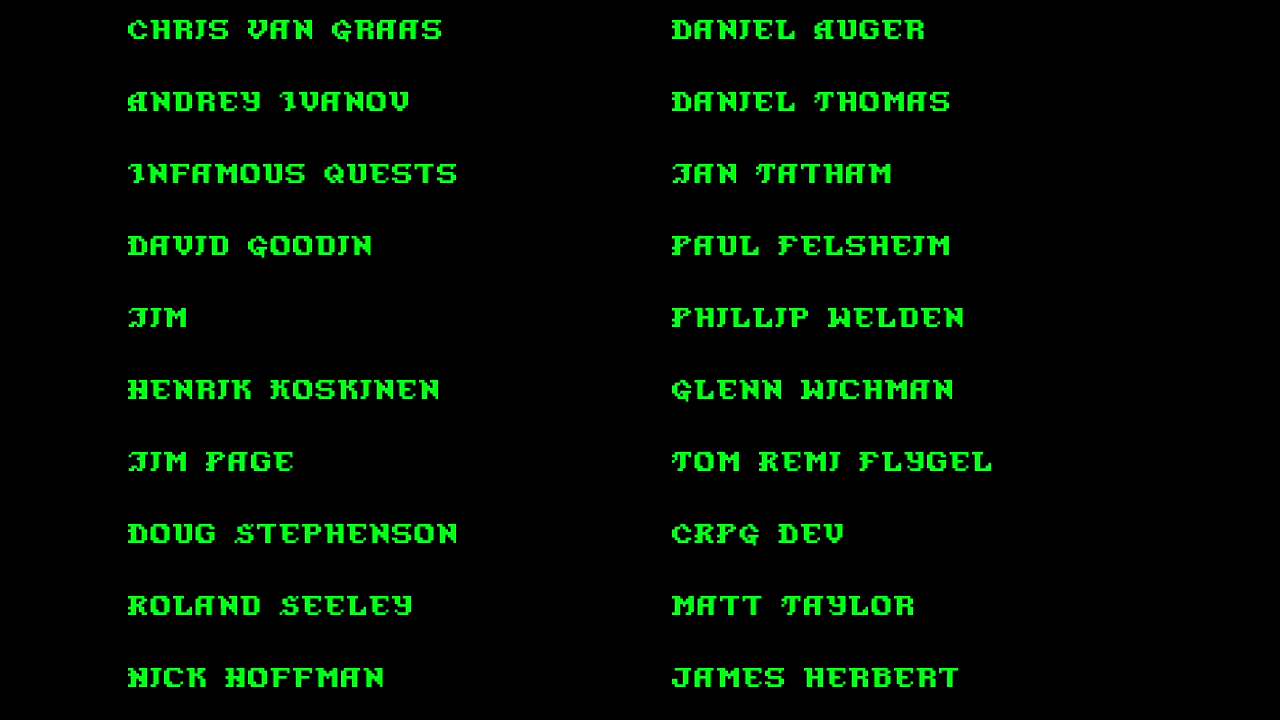 CHRIS VAN GRAAS
ANDREY IVANOV
INFAMOUS QUESTS
DAVID GOODIN
JIM
HENRIK KOSKINEN
JIM PAGE
DOUG STEPHENSON
ROLAND SEELEY
NICK HOFFMAN
DANIEL AUGER
DANIEL THOMAS
JAN TATHAM
PAUL FELSHEIM
PHILLIP WELDEN
GLENN WICHMAN
TOM REMI FLYGEL
CRPG DEV
MATT TAYLOR
JAMES HERBERT